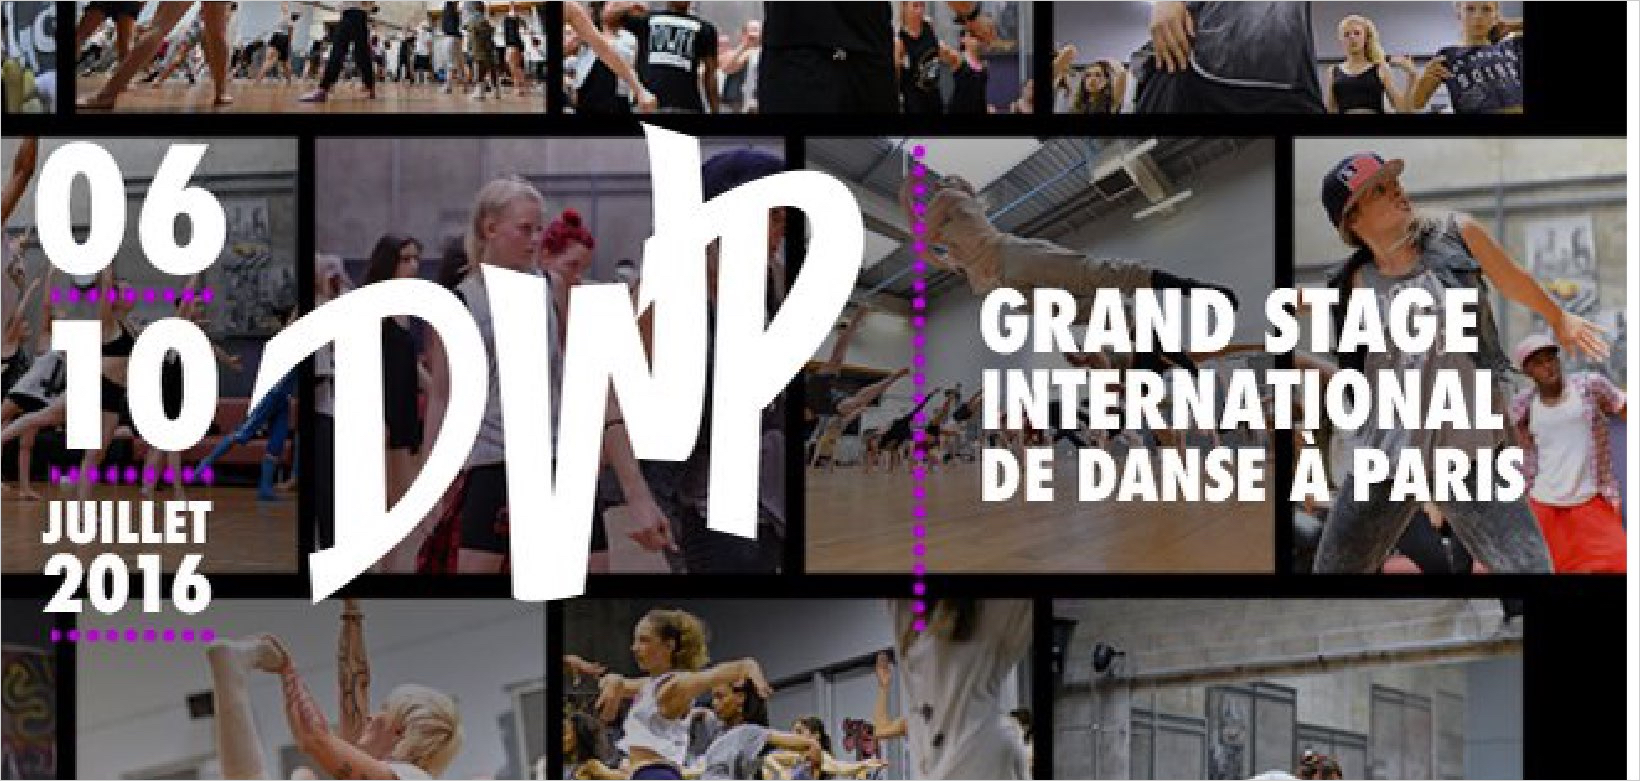 06
10
JUILLET
2016
DWP
GRAND STAGE
INTERNATIONAL
DE DANSE À PARIS